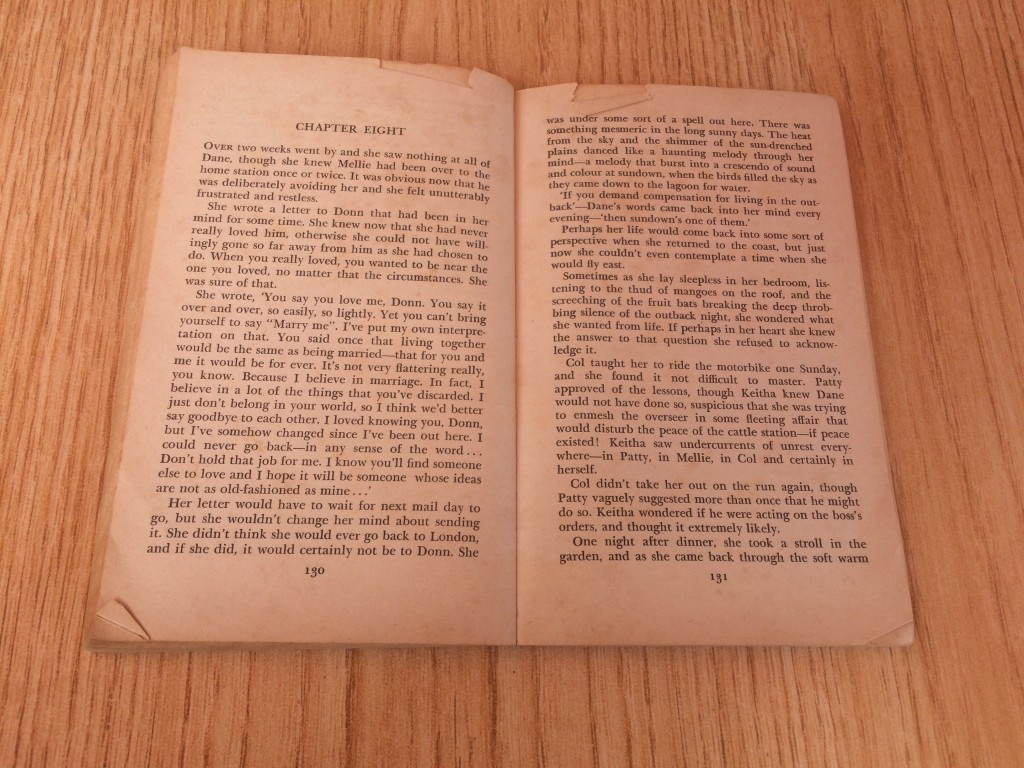 CHAPTER EIGHT
OVER two weeks went by and she saw nothing at all of
Dane, though she knew Mellie had been over to the
home station once or twice. It was obvious now that he
was deliberately avoiding her and she felt unutterably
frustrated and restless.
She wrote a letter to Donn that had been in her
mind for some time. She knew now that she had never
really loved him, otherwise she could not have will-
ingly gone so far away from him as she had chosen to
do. When you really loved, you wanted to be near the
one you loved, no matter that the circumstances. She
was sure of that.
She wrote, ‘You say you love me, Donn. You say it
over and over, so easily, so lightly. Yet you can't bring
yourself to say “Marry me”. I've put my own interpre-
tation on that. You said once that living together
would be the same as being married—that for you and
me it would be for ever. It's not very flattering really,
you know. Because I believe in marriage. In fact, I
believe in a lot of the things that you've discarded. I
just don't belong in your world, so I think we'd better
say goodbye to each other. I loved knowing you, Donn,
but I've somehow changed since I've been out here. I
could never go back—in any sense of the word...
Don't hold that job for me. I know you'll find someone
else to love and I hope it will be someone whose ideas
are not as old-fashioned as mine...’
Her letter would have to wait for next mail day to
go, but she wouldn't change her mind about sending
it. She didn't think she would ever go back to London,
and if she did, it would certainly not be to Donn. She
130
was under some sort of a spell out here. There was
something mesmeric in the long sunny days. The heat
from the sky and the shimmer of the sun-drenched
plains danced like a haunting melody through her
mind—a melody that burst into a crescendo of sound
and colour at sundown, when the birds filled the sky as
they came down to the lagoon for water.
‘If you demand compensation for living in the out-
back’—Dane's words came back into her mind every
evening—‘then sundown's one of them.’
Perhaps her life would come back into some sort of
perspective when she returned to the coast, but just
now she couldn't even contemplate a time when she
would fly east.
Sometimes as she lay sleepless in her bedroom, lis-
tening to the thud of mangoes on the roof, and the
screeching of the fruit bats breaking the deep throb-
bing silence of the outback night, she wondered what
she wanted from life. If perhaps in her heart she knew
the answer to that question she refused to acknow-
ledge it.
Col taught her to ride the motorbike one Sunday,
and she found it not difficult to master. Patty
approved of the lessons, though Keitha knew Dane
would not have done so, suspicious that she was trying
to enmesh the overseer in some fleeting affair that
would disturb the peace of the cattle station—if peace
existed! Keitha saw undercurrents of unrest every-
where—in Patty, in Mellie, in Col and certainly in
herself.
Col didn't take her out on the run again, though
Patty vaguely suggested more than once that he might
do so. Keitha wondered if he were acting on the boss's
orders, and thought it extremely likely.
One night after dinner, she took a stroll in the
garden, and as she came back through the soft warm
131